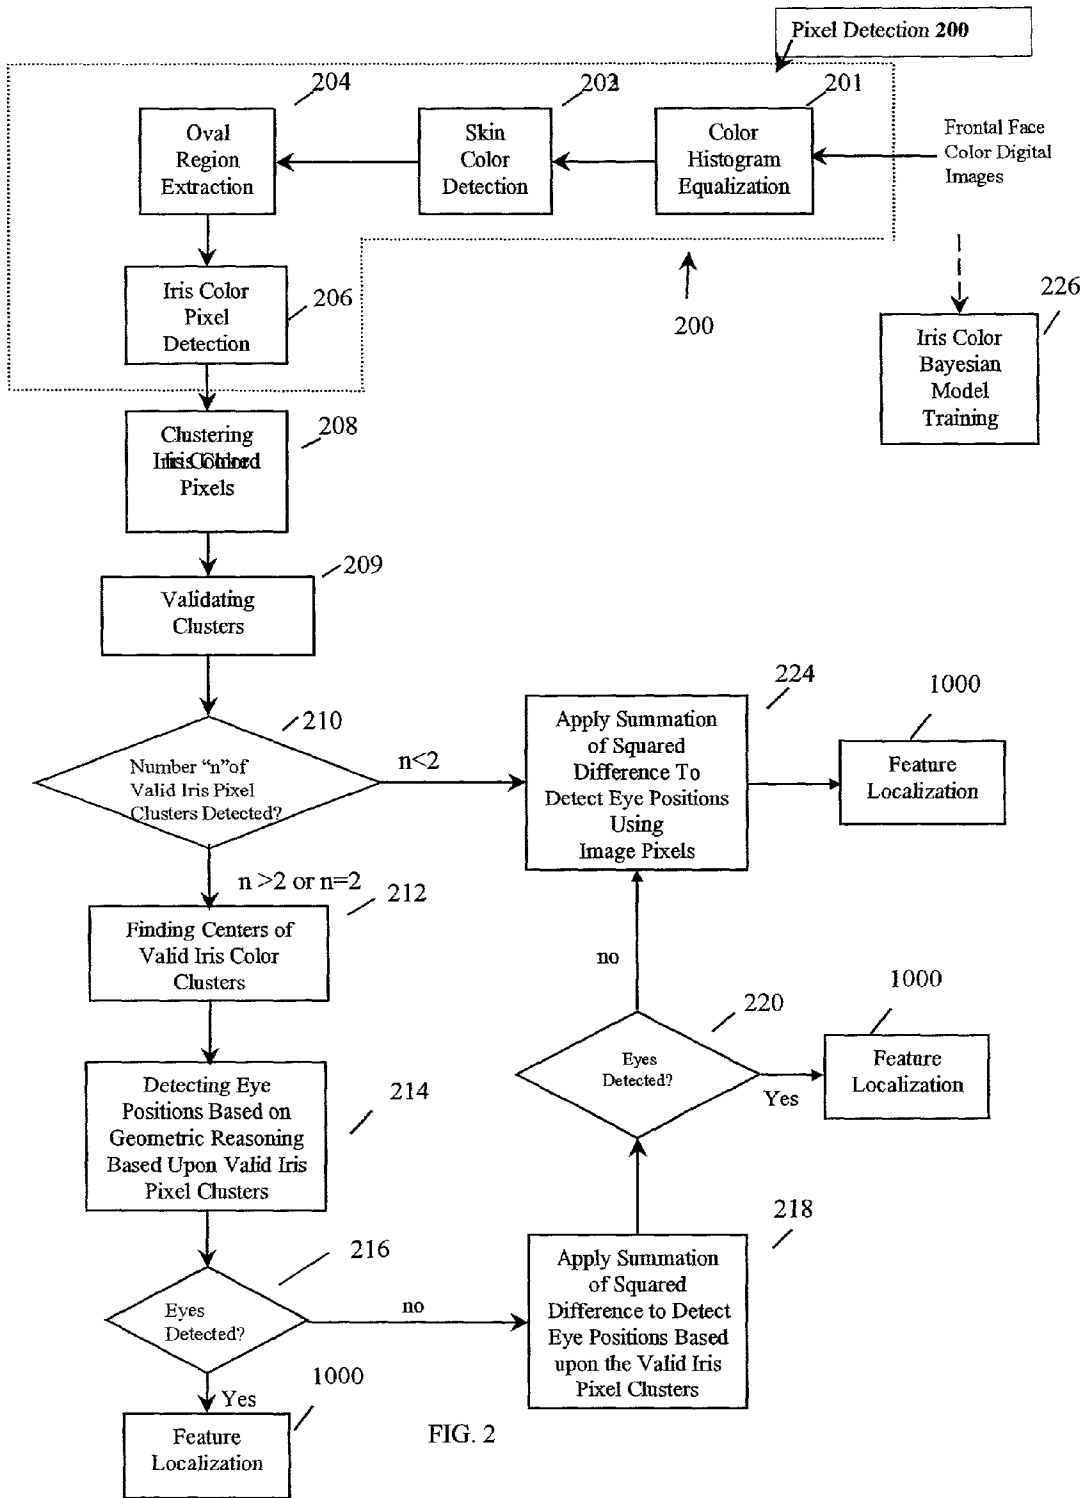 Pixel Detection 200
204
202
201
Oval
Region
Extraction
Skin
Color
Detection
Color
Histogram
Equalization
Frontal Face
Color Digital
Images
Iris Color
Pixel
Detection
206
200
226
Iris Color
Bayesian
Model
Training
Clustering
Iris Colored
Pixels
208
209
Validating
Clusters
210
Number "n"of
Valid Iris Pixel
Clusters Detected?
n<2
224
Apply Summation
of Squared
Difference To
Detect Eye Positions
Using
Image Pixels
1000
Feature
Localization
n >2 or n=2
212
Finding Centers of
Valid Iris Color
Clusters
no
220
1000
Eyes
Detected?
Yes
Feature
Localization
Detecting Eye
Positions Based on
Geometric Reasoning
Based Upon Valid Iris
Pixel Clusters
214
218
Apply Summation
of Squared
Difference to Detect
Eye Positions Based
upon the Valid Iris
Pixel Clusters
216
Eyes
Detected?
no
Yes
1000
Feature
Localization
FIG. 2